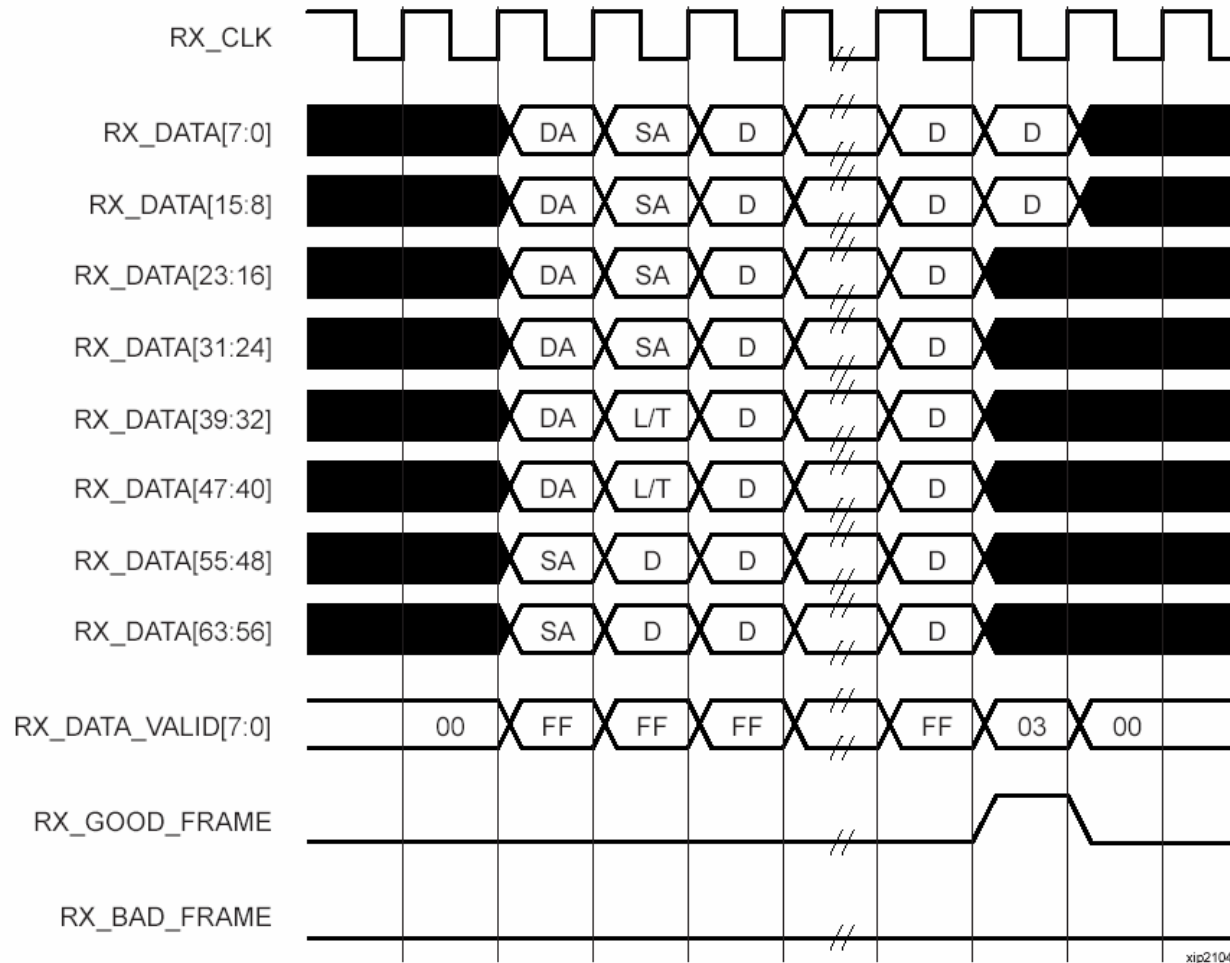 RX_CLK
RX_DATA[7:0] DA SA D D D
RX_DATA[15:8] DA SA D D D
RX_DATA[23:16] DA SA D D
RX_DATA[31:24] DA SA D D
RX_DATA[39:32] DA L/T D D
RX_DATA[47:40] DA L/T D D
RX_DATA[55:48] SA D D D
RX_DATA[63:56] SA D D D
RX_DATA_VALID[7:0] 00 FF FF FF FF 03 00
RX_GOOD_FRAME
RX_BAD_FRAME
xip2104